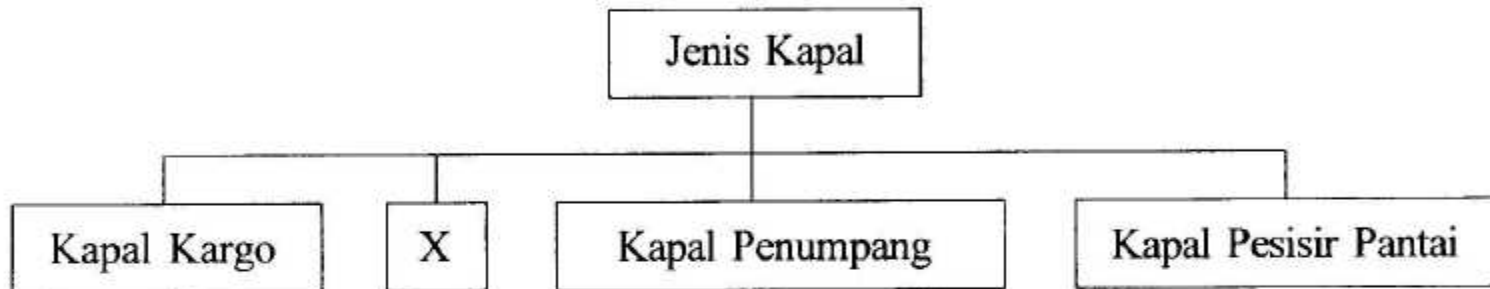 Jenis Kapal
Kapal Kargo
X
Kapal Penumpang
Kapal Pesisir Pantai